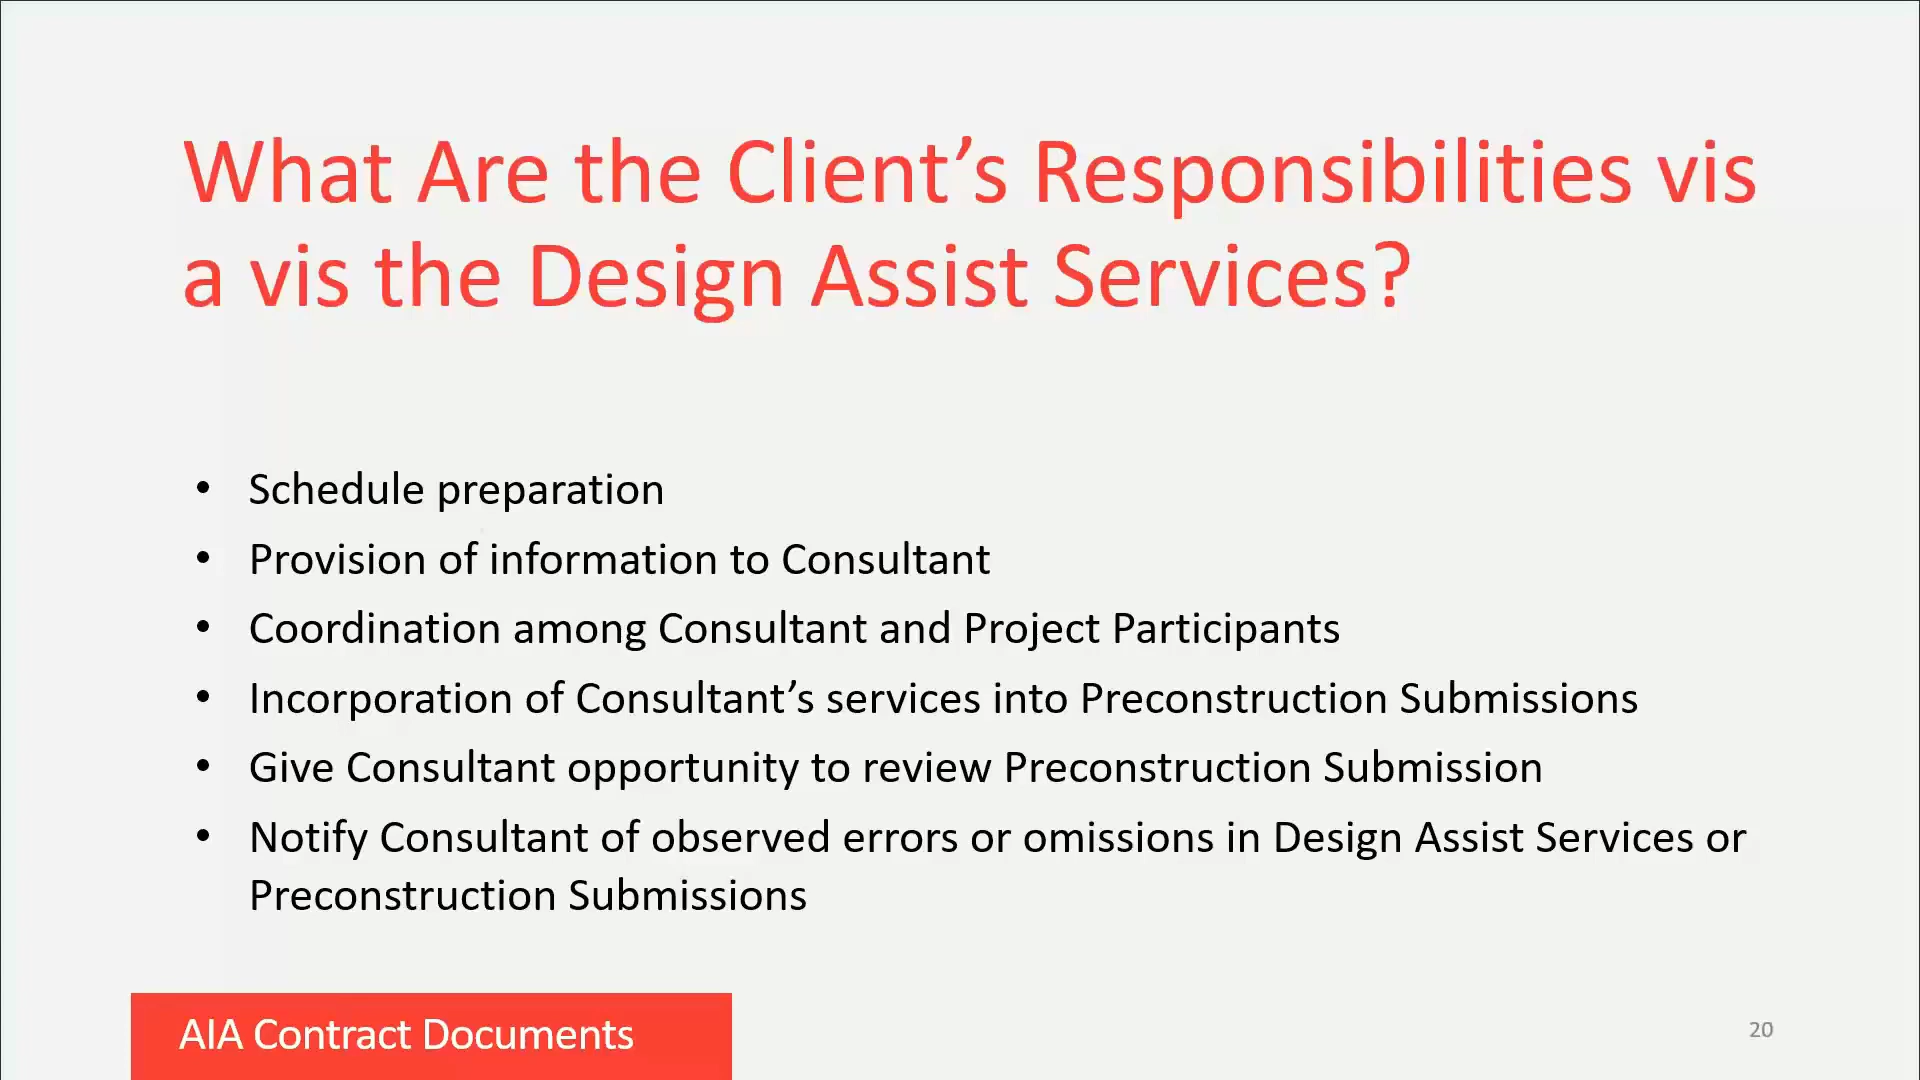 What Are the Client’s Responsibilities vis
a vis the Design Assist Services?
• Schedule preparation
• Provision of information to Consultant
• Coordination among Consultant and Project Participants
• Incorporation of Consultant’s services into Preconstruction Submissions
• Give Consultant opportunity to review Preconstruction Submission
• Notify Consultant of observed errors or omissions in Design Assist Services or
Preconstruction Submissions
AIA Contract Documents
20